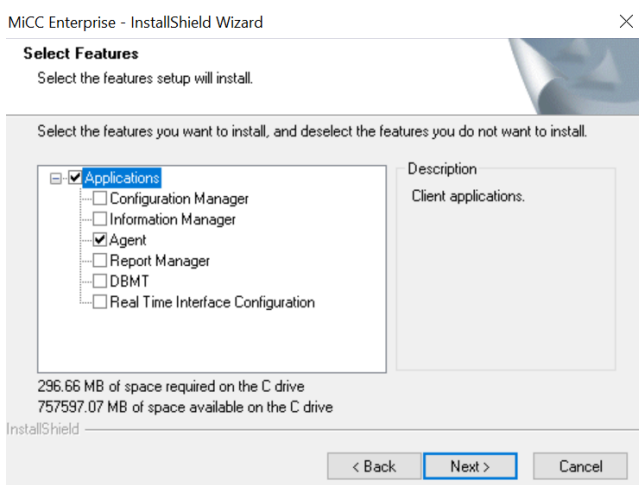 MiCC Enterprise - InstallShield Wizard
Select Features
Select the features setup will install.
Select the features you want to install, and deselect the features you do not want to install.
Applications
Configuration Manager
Information Manager
Agent
Report Manager
DBMT
Real Time Interface Configuration
Description
Client applications.
296.66 MB of space required on the C drive
757597.07 MB of space available on the C drive
InstallShield
< Back
Next >
Cancel